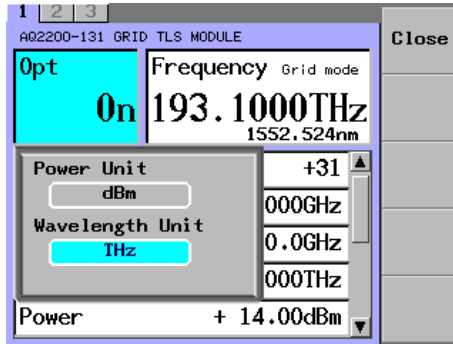 1 2 3
AQ2200-131 GRID TLS MODULE
Close
Opt
On
Frequency Grid mode
193.1000THz
1552.524nm
Power Unit
dBm
Wavelength Unit
THz
+31
000GHz
0.0GHz
000THz
Power + 14.00dBm